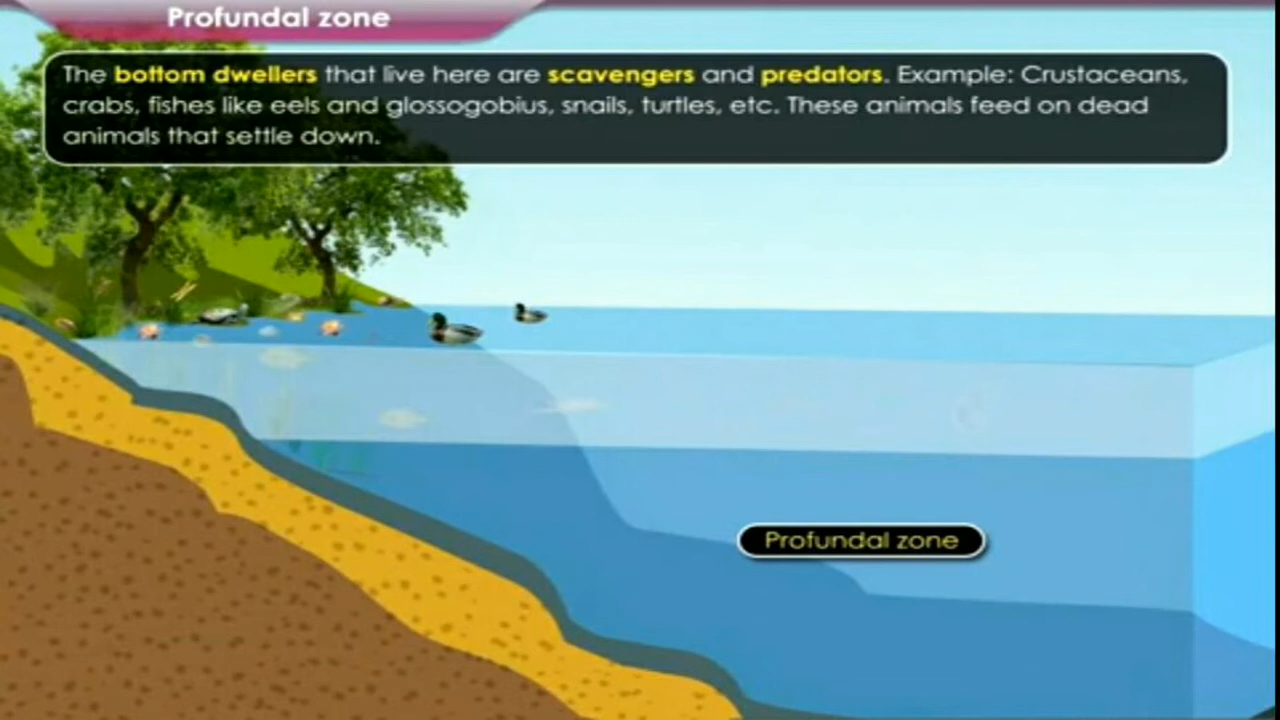 Profundal zone
The bottom dwellers that live here are scavengers and predators. Example: Crustaceans,
crabs, fishes like eels and glossogobius, snails, turtles, etc. These animals feed on dead
animals that settle down.
Profundal zone